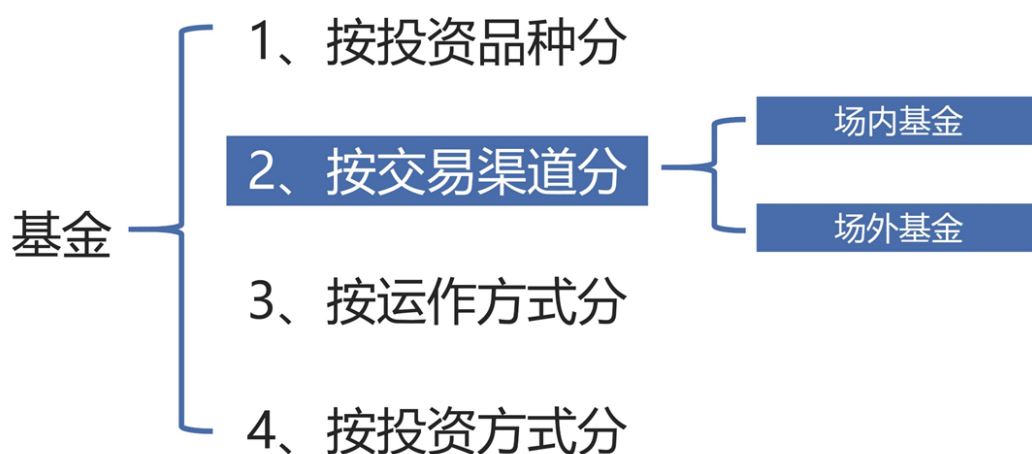 基金
1、按投资品种分
2、按交易渠道分
场内基金
场外基金
3、按运作方式分
4、按投资方式分